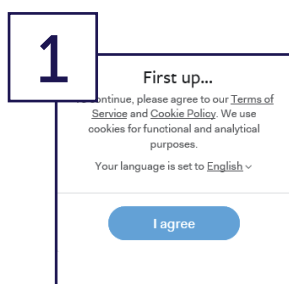 1
First up...
continue, please agree to our Terms of
Service and Cookie Policy. We use
cookies for functional and analytical
purposes.
Your language is set to English
I agree